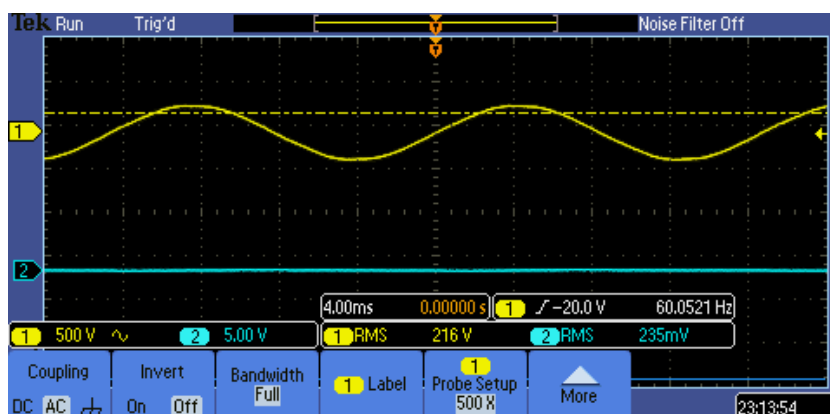 Tek Run Trig'd Noise Filter Off
1
2
4.00ms 0.00000 s 1 -20.0 V 60.0521 Hz
1 500 V 2 5.00 V 1 RMS 216 V 2 RMS 235mV
Coupling Invert Bandwidth 1 Label 1 Probe Setup More
DC AC On Off Full 500 X
23:13:54